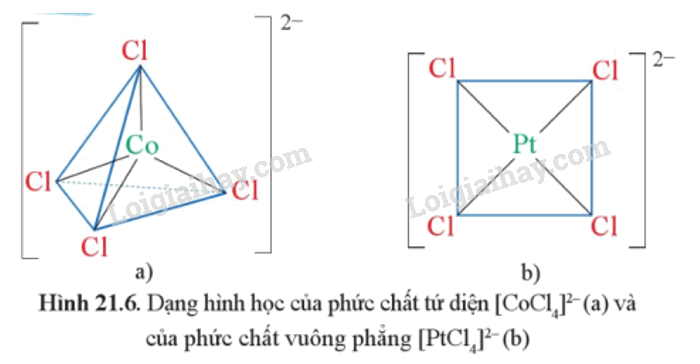 2–
Cl
Co
Cl
Cl
Cl
Loigiaihay.com
a)
2–
Cl
Cl
Pt
Cl
Cl
Loigiaihay.com
b)
Hình 21.6. Dạng hình học của phức chất tứ diện [CoCl₄]²⁻ (a) và
của phức chất vuông phẳng [PtCl₄]²⁻ (b)